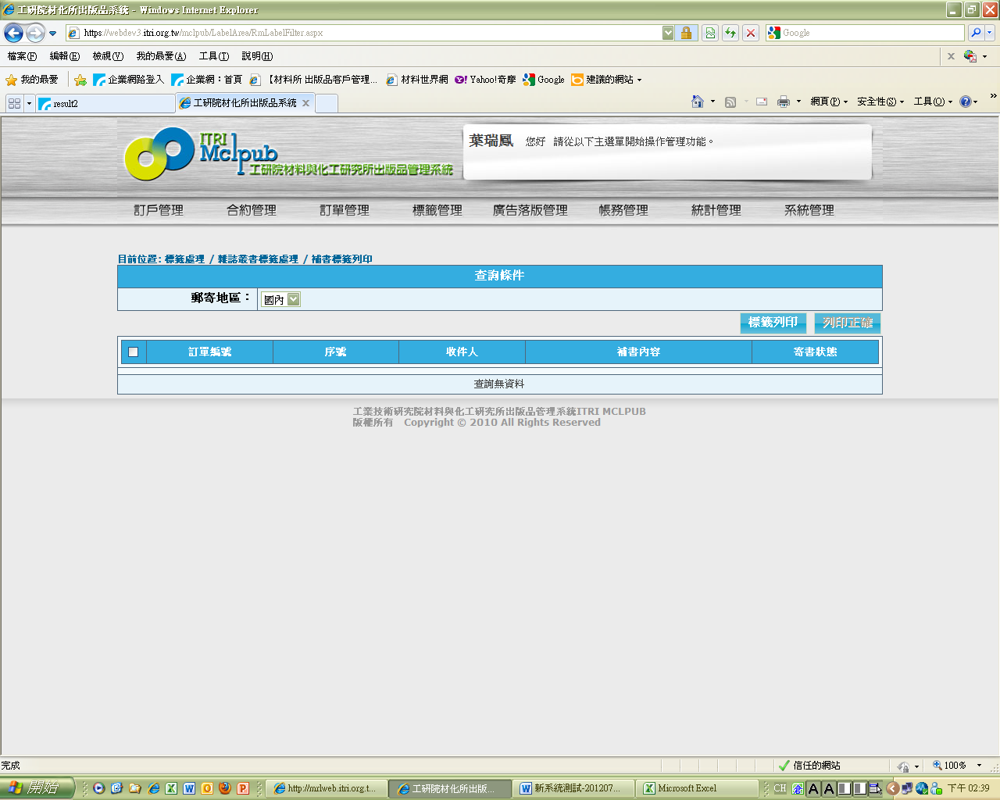 工研院材化所出版品系統 - Windows Internet Explorer
https://webdev3.itri.org.tw/mclpub/LabelArea/RmLabelFilter.aspx
Google
檔案(F) 編輯(E) 檢視(V) 我的最愛(A) 工具(T) 說明(H)
我的最愛 企業網路登入 企業網：首頁 【材料所 出版品客戶管理... 材料世界網 Yahoo!奇摩 Google 建議的網站
result2 工研院材化所出版品系統 網頁(P) 安全性(S) 工具(O)
ITRI
Mclpub
工研院材料與化工研究所出版品管理系統
葉瑞鳳 您好 請從以下主選單開始操作管理功能。
訂戶管理 合約管理 訂單管理 標籤管理 廣告落版管理 帳務管理 統計管理 系統管理
目前位置: 標籤處理 / 雜誌叢書標籤處理 / 補書標籤列印
查詢條件
郵寄地區： 國內
標籤列印 列印正確
訂單編號 序號 收件人 補書內容 寄書狀態
查詢無資料
工業技術研究院材料與化工研究所出版品管理系統ITRI MCLPUB
版權所有 Copyright © 2010 All Rights Reserved
完成 信任的網站 100%
開始 http://mrlweb.itri.org.t... 工研院材化所出版... 新系統測試-201207... Microsoft Excel CH 下午 02:39